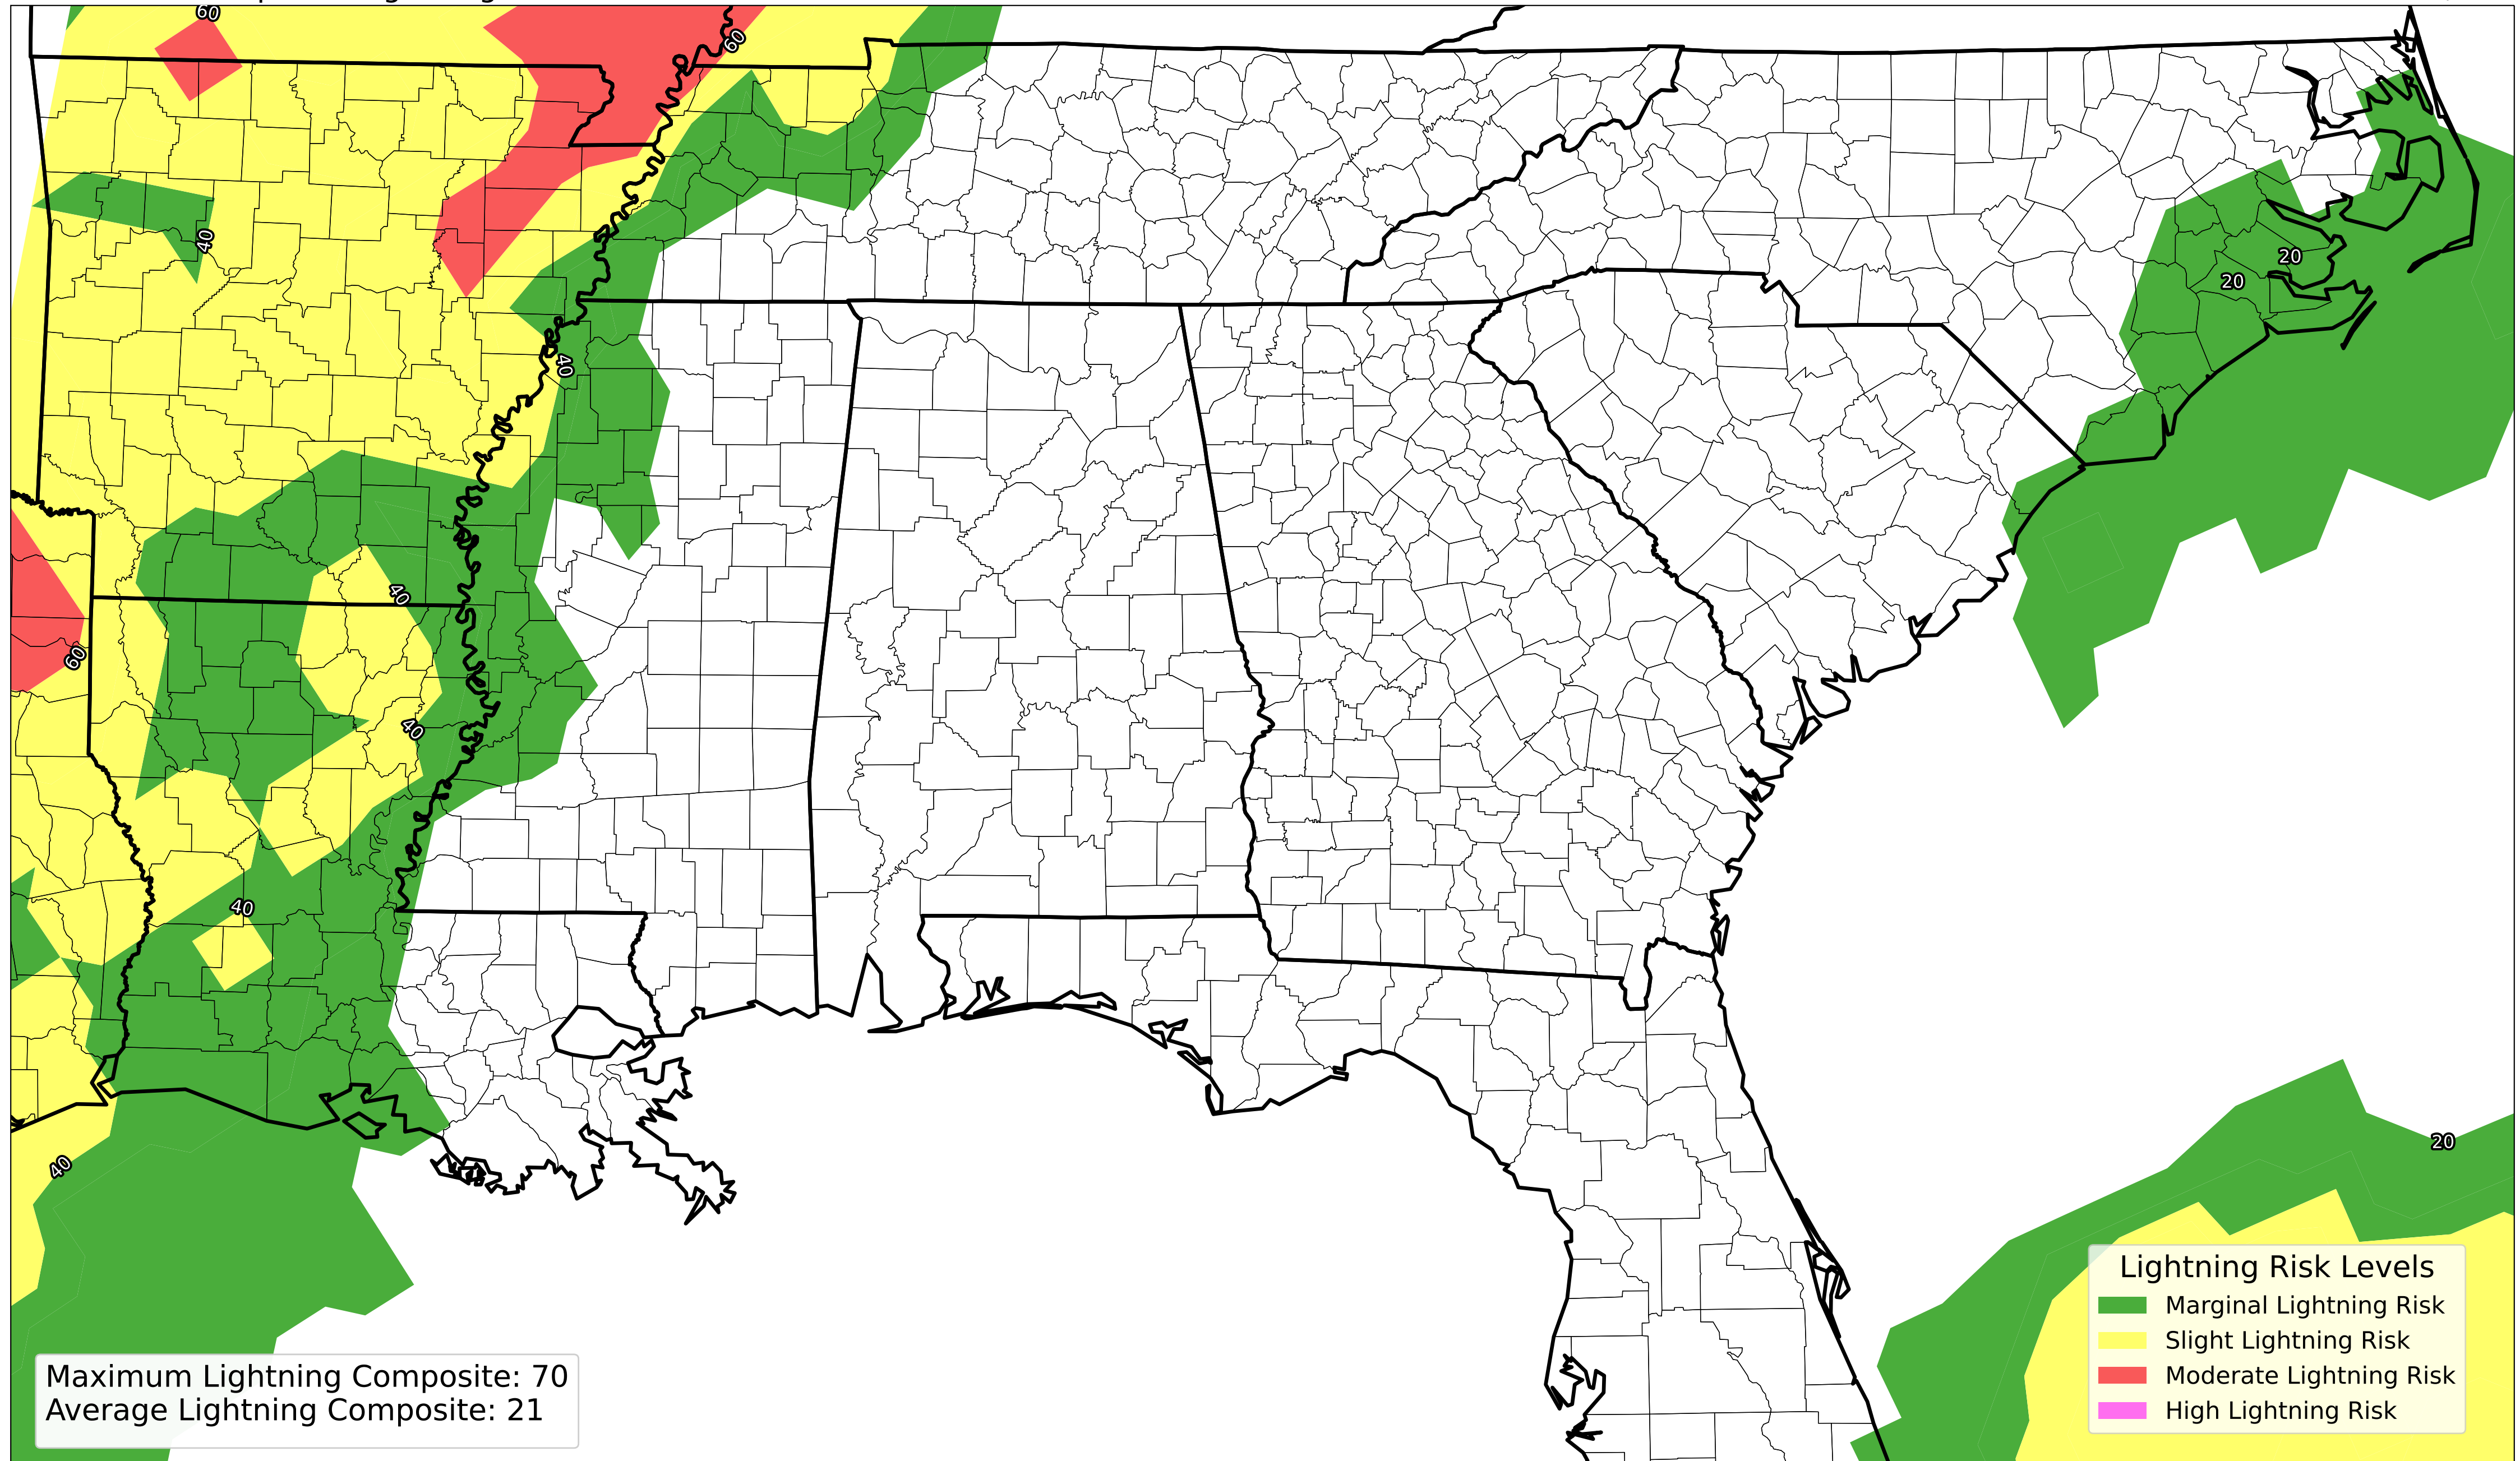 60
60
40
20
20
40
60
40
40
40
40
20
Lightning Risk Levels
Marginal Lightning Risk
Slight Lightning Risk
Moderate Lightning Risk
High Lightning Risk
Maximum Lightning Composite: 70
Average Lightning Composite: 21